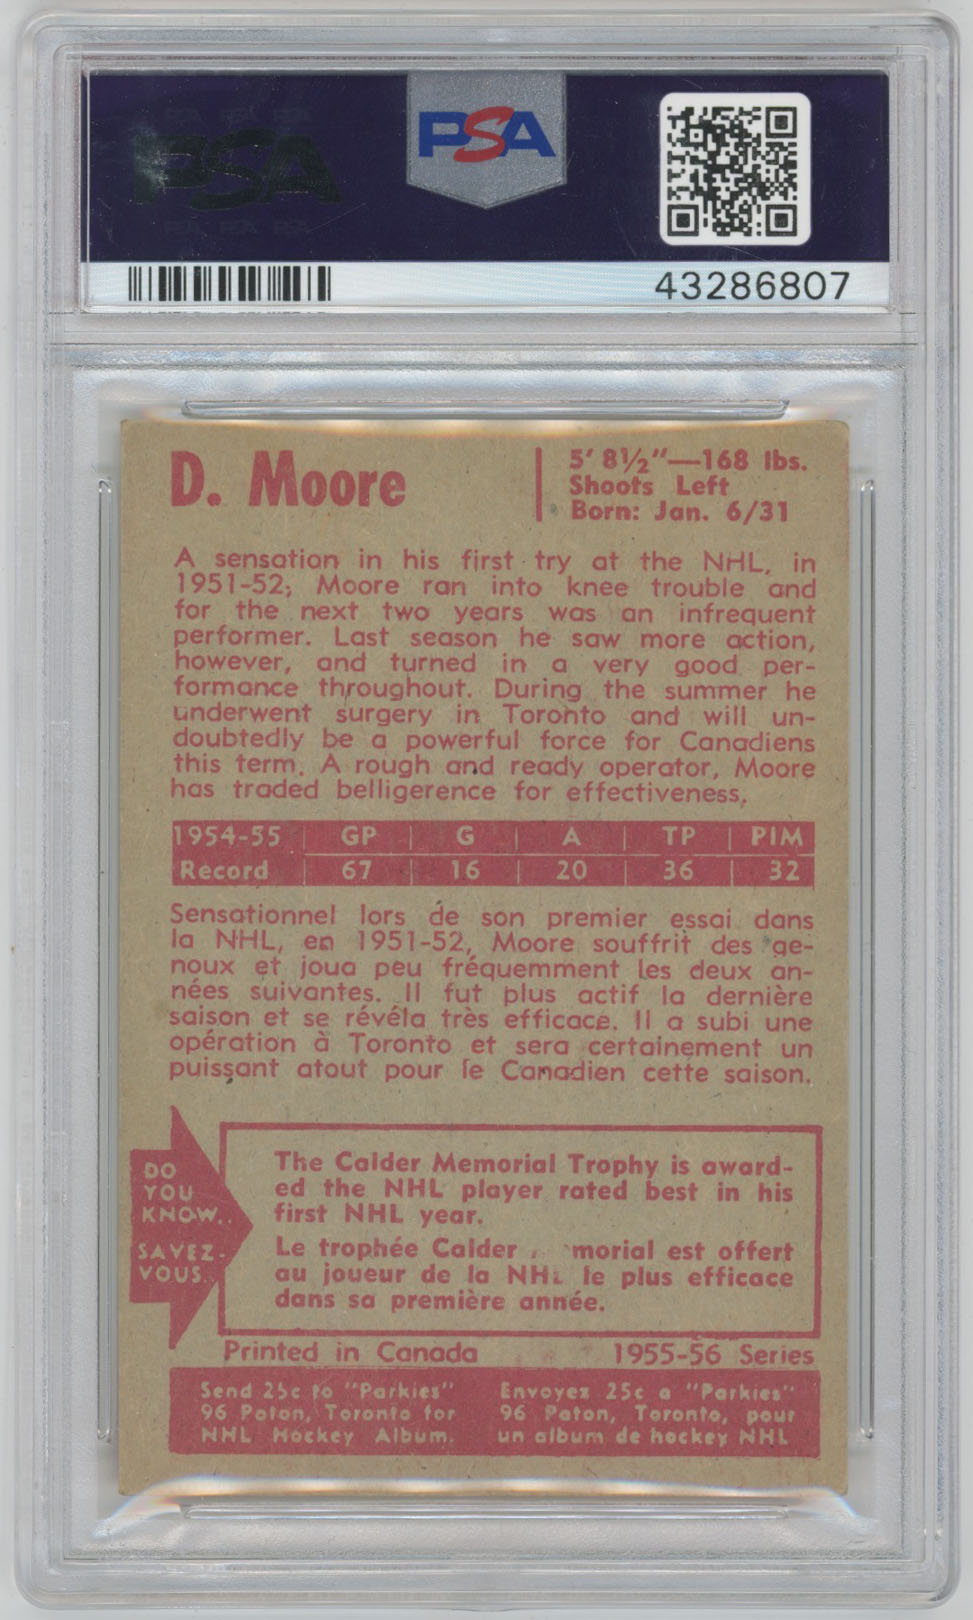 PSA
PSA
43286807
D. Moore
5' 8½"—168 lbs.
Shoots Left
Born: Jan. 6/31
A sensation in his first try at the NHL, in
1951-52; Moore ran into knee trouble and
for the next two years was an infrequent
performer. Last season he saw more action,
however, and turned in a very good per-
formance throughout. During the summer he
underwent surgery in Toronto and will un-
doubtedly be a powerful force for Canadiens
this term. A rough and ready operator, Moore
has traded belligerence for effectiveness.
1954-55 GP G A TP PIM
Record 67 16 20 36 32
Sensationnel lors de son premier essai dans
la NHL, en 1951-52, Moore souffrit des ge-
noux et joua peu fréquemment les deux an-
nées suivantes. Il fut plus actif la dernière
saison et se révéla très efficace. Il a subi une
opération à Toronto et sera certainement un
puissant atout pour le Canadien cette saison.
DO
YOU
KNOW..
SAVEZ-
VOUS..
The Calder Memorial Trophy is award-
ed the NHL player rated best in his
first NHL year.
Le trophée Calder morial est offert
au joueur de la NHL le plus efficace
dans sa première année.
Printed in Canada 1955-56 Series
Send 25c to "Parkies"
96 Paton, Toronto for
NHL Hockey Album.
Envoyez 25c a "Parkies"
96 Paton, Toronto, pour
un album de hockey NHL